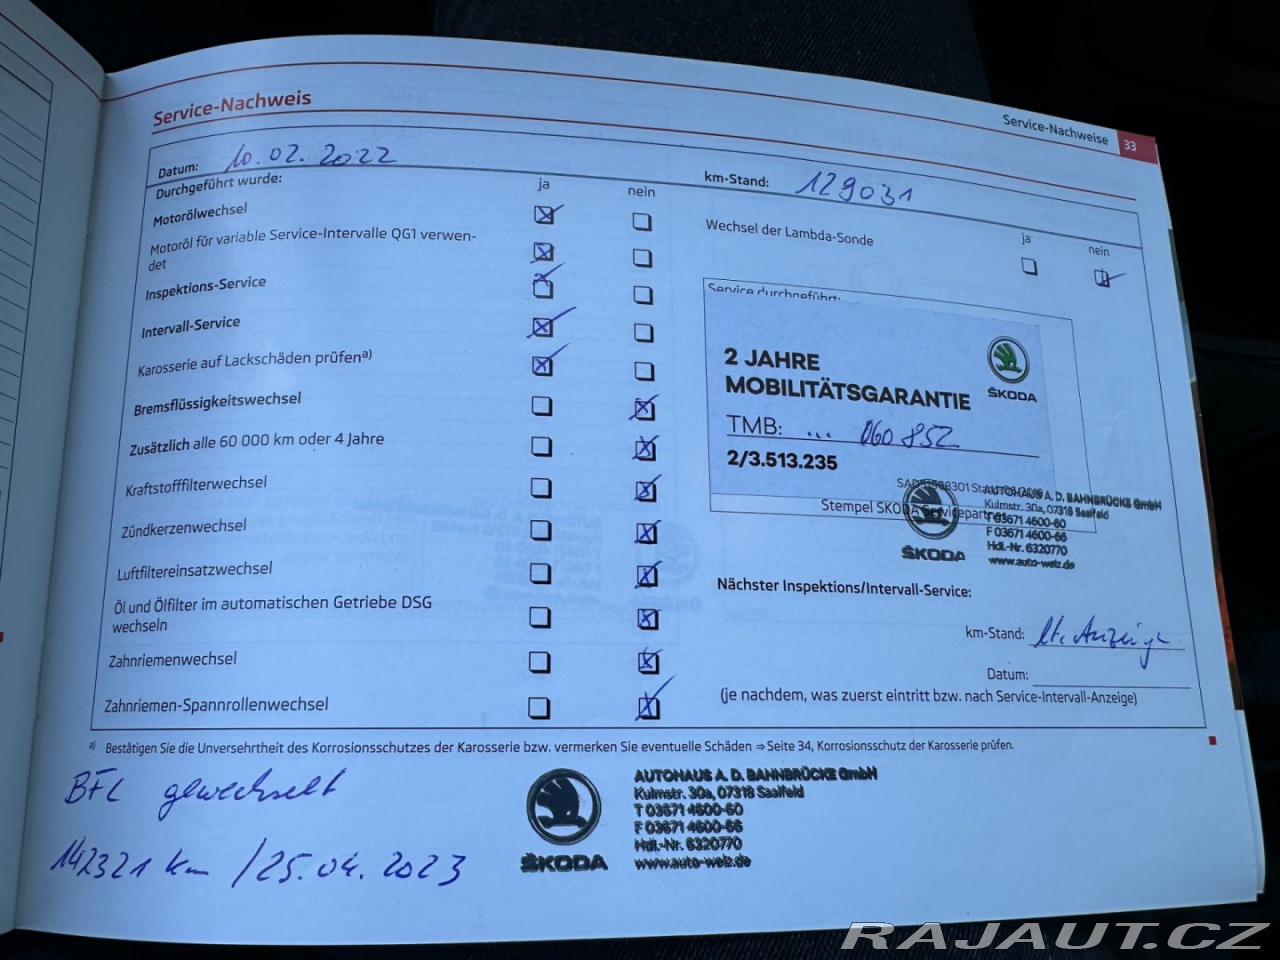 Service-Nachweis
Service-Nachweise 33
Datum: 10.02.2022
km-Stand: 129031
Durchgeführt wurde:
ja nein
Motorölwechsel
Motoröl für variable Service-Intervalle QG1 verwen-
det
Inspektions-Service
Intervall-Service
Karosserie auf Lackschäden prüfena)
Bremsflüssigkeitswechsel
Zusätzlich alle 60 000 km oder 4 Jahre
Kraftstofffilterwechsel
Zündkerzenwechsel
Luftfiltereinsatzwechsel
Öl und Ölfilter im automatischen Getriebe DSG
wechseln
Zahnriemenwechsel
Zahnriemen-Spannrollenwechsel
Wechsel der Lambda-Sonde
ja nein
Service durchgeführt:
2 JAHRE
MOBILITÄTSGARANTIE
ŠKODA
TMB: ... 060852
2/3.513.235
Stempel ŠKODA Servicepartner
ŠKODA
AUTOHAUS A. D. BAHNBRÜCKE GmbH
Kulmstr. 30a, 07318 Saalfeld
T 03671 4600-60
F 03671 4600-66
Hdl.-Nr. 6320770
www.auto-welz.de
Nächster Inspektions/Intervall-Service:
km-Stand: lt. Anzeige
Datum:
(je nachdem, was zuerst eintritt bzw. nach Service-Intervall-Anzeige)
a) Bestätigen Sie die Unversehrtheit des Korrosionsschutzes der Karosserie bzw. vermerken Sie eventuelle Schäden ⇒ Seite 34, Korrosionsschutz der Karosserie prüfen.
BFL gewechselt
142321 km / 25.04.2023
ŠKODA
AUTOHAUS A. D. BAHNBRÜCKE GmbH
Kulmstr. 30a, 07318 Saalfeld
T 03671 4600-60
F 03671 4600-66
Hdl.-Nr. 6320770
www.auto-welz.de
RAJAUT.CZ